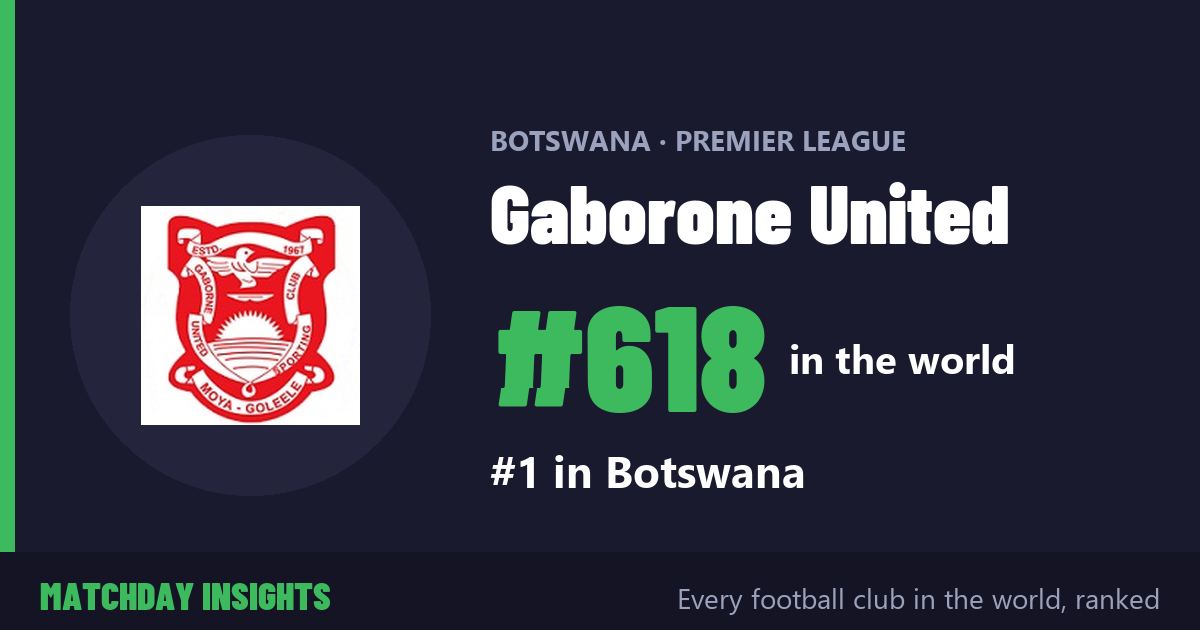 BOTSWANA · PREMIER LEAGUE
Gaborone United
#618 in the world
#1 in Botswana
ESTD. 1967
GABORNE UNITED
SPORTING CLUB
MOYA - GOLEELE
MATCHDAY INSIGHTS
Every football club in the world, ranked